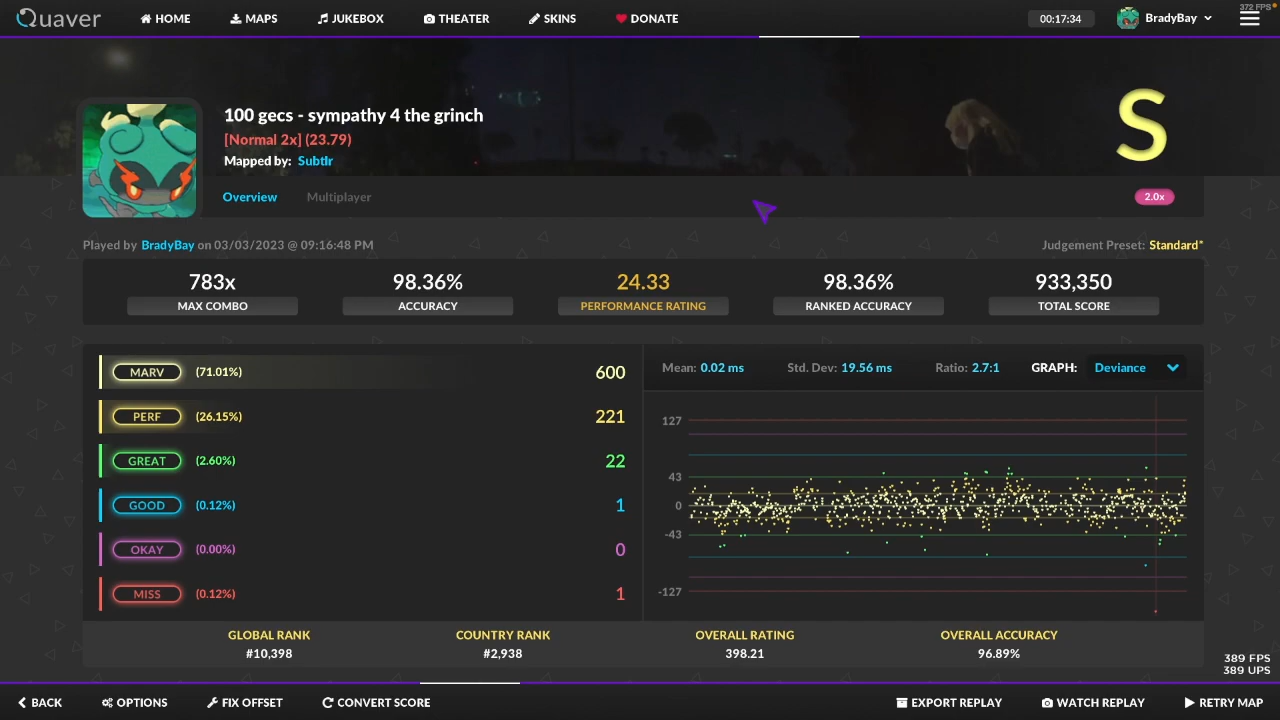 Quaver HOME MAPS JUKEBOX THEATER SKINS DONATE 00:17:34 BradyBay 372 FPS
100 gecs - sympathy 4 the grinch
[Normal 2x] (23.79)
Mapped by: Subtlr
S
Overview Multiplayer 2.0x
Played by BradyBay on 03/03/2023 @ 09:16:48 PM Judgement Preset: Standard*
783x 98.36% 24.33 98.36% 933,350
MAX COMBO ACCURACY PERFORMANCE RATING RANKED ACCURACY TOTAL SCORE
MARV (71.01%) 600
PERF (26.15%) 221
GREAT (2.60%) 22
GOOD (0.12%) 1
OKAY (0.00%) 0
MISS (0.12%) 1
Mean: 0.02 ms Std. Dev: 19.56 ms Ratio: 2.7:1 GRAPH: Deviance
127
43
0
-43
-127
GLOBAL RANK COUNTRY RANK OVERALL RATING OVERALL ACCURACY
#10,398 #2,938 398.21 96.89%
389 FPS
389 UPS
BACK OPTIONS FIX OFFSET CONVERT SCORE EXPORT REPLAY WATCH REPLAY RETRY MAP